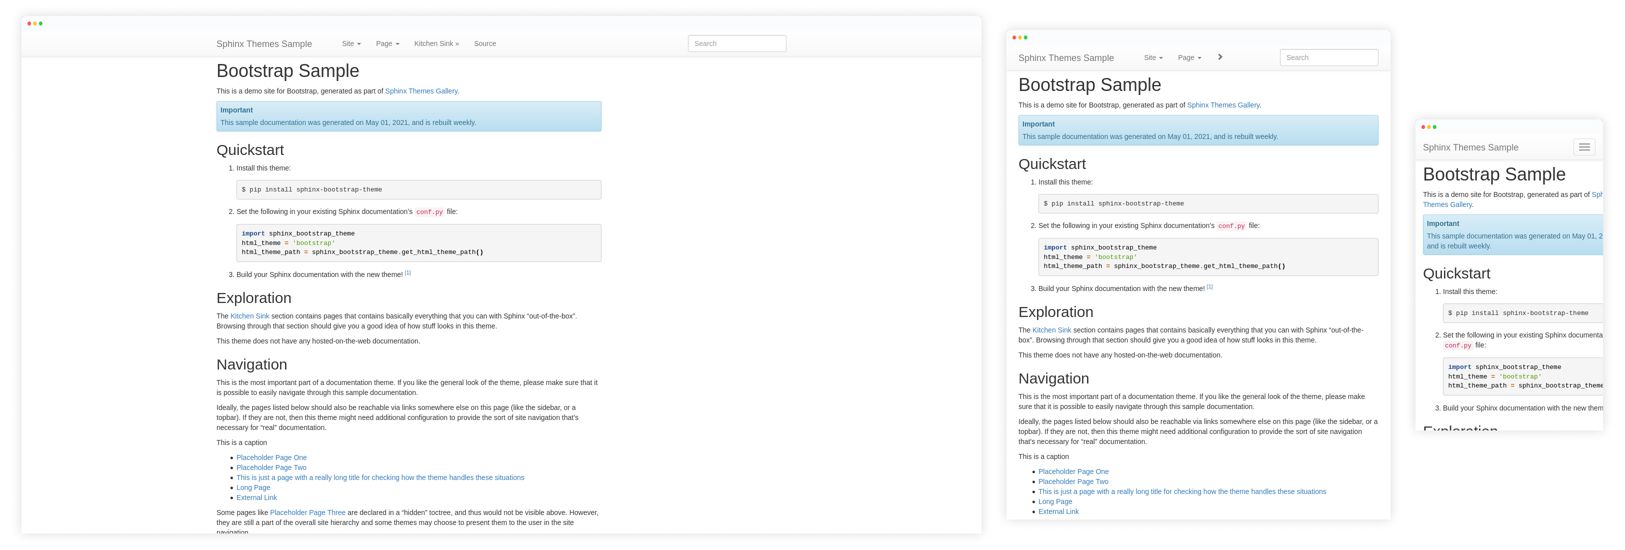 Sphinx Themes Sample
Site
Page
Kitchen Sink »
Source
Search
Bootstrap Sample
This is a demo site for Bootstrap, generated as part of Sphinx Themes Gallery.
Important
This sample documentation was generated on May 01, 2021, and is rebuilt weekly.
Quickstart
1. Install this theme:
$ pip install sphinx-bootstrap-theme
2. Set the following in your existing Sphinx documentation's conf.py file:
import sphinx_bootstrap_theme
html_theme = 'bootstrap'
html_theme_path = sphinx_bootstrap_theme.get_html_theme_path()
3. Build your Sphinx documentation with the new theme! [1]
Exploration
The Kitchen Sink section contains pages that contains basically everything that you can with Sphinx “out-of-the-box”.
Browsing through that section should give you a good idea of how stuff looks in this theme.
This theme does not have any hosted-on-the-web documentation.
Navigation
This is the most important part of a documentation theme. If you like the general look of the theme, please make sure that it
is possible to easily navigate through this sample documentation.
Ideally, the pages listed below should also be reachable via links somewhere else on this page (like the sidebar, or a
topbar). If they are not, then this theme might need additional configuration to provide the sort of site navigation that's
necessary for “real” documentation.
This is a caption
Placeholder Page One
Placeholder Page Two
This is just a page with a really long title for checking how the theme handles these situations
Long Page
External Link
Some pages like Placeholder Page Three are declared in a “hidden” toctree, and thus would not be visible above. However,
they are still a part of the overall site hierarchy and some themes may choose to present them to the user in the site
navigation
Sphinx Themes Sample
Site
Page
Search
Bootstrap Sample
This is a demo site for Bootstrap, generated as part of Sphinx Themes Gallery.
Important
This sample documentation was generated on May 01, 2021, and is rebuilt weekly.
Quickstart
1. Install this theme:
$ pip install sphinx-bootstrap-theme
2. Set the following in your existing Sphinx documentation's conf.py file:
import sphinx_bootstrap_theme
html_theme = 'bootstrap'
html_theme_path = sphinx_bootstrap_theme.get_html_theme_path()
3. Build your Sphinx documentation with the new theme! [1]
Exploration
The Kitchen Sink section contains pages that contains basically everything that you can with Sphinx “out-of-the-
box”. Browsing through that section should give you a good idea of how stuff looks in this theme.
This theme does not have any hosted-on-the-web documentation.
Navigation
This is the most important part of a documentation theme. If you like the general look of the theme, please make
sure that it is possible to easily navigate through this sample documentation.
Ideally, the pages listed below should also be reachable via links somewhere else on this page (like the sidebar, or a
topbar). If they are not, then this theme might need additional configuration to provide the sort of site navigation
that's necessary for “real” documentation.
This is a caption
Placeholder Page One
Placeholder Page Two
This is just a page with a really long title for checking how the theme handles these situations
Long Page
External Link
Sphinx Themes Sample
Bootstrap Sample
This is a demo site for Bootstrap, generated as part of Sph
Themes Gallery.
Important
This sample documentation was generated on May 01, 2
and is rebuilt weekly.
Quickstart
1. Install this theme:
$ pip install sphinx-bootstrap-theme
2. Set the following in your existing Sphinx documenta
conf.py file:
import sphinx_bootstrap_theme
html_theme = 'bootstrap'
html_theme_path = sphinx_bootstrap_theme
3. Build your Sphinx documentation with the new them
Exploration